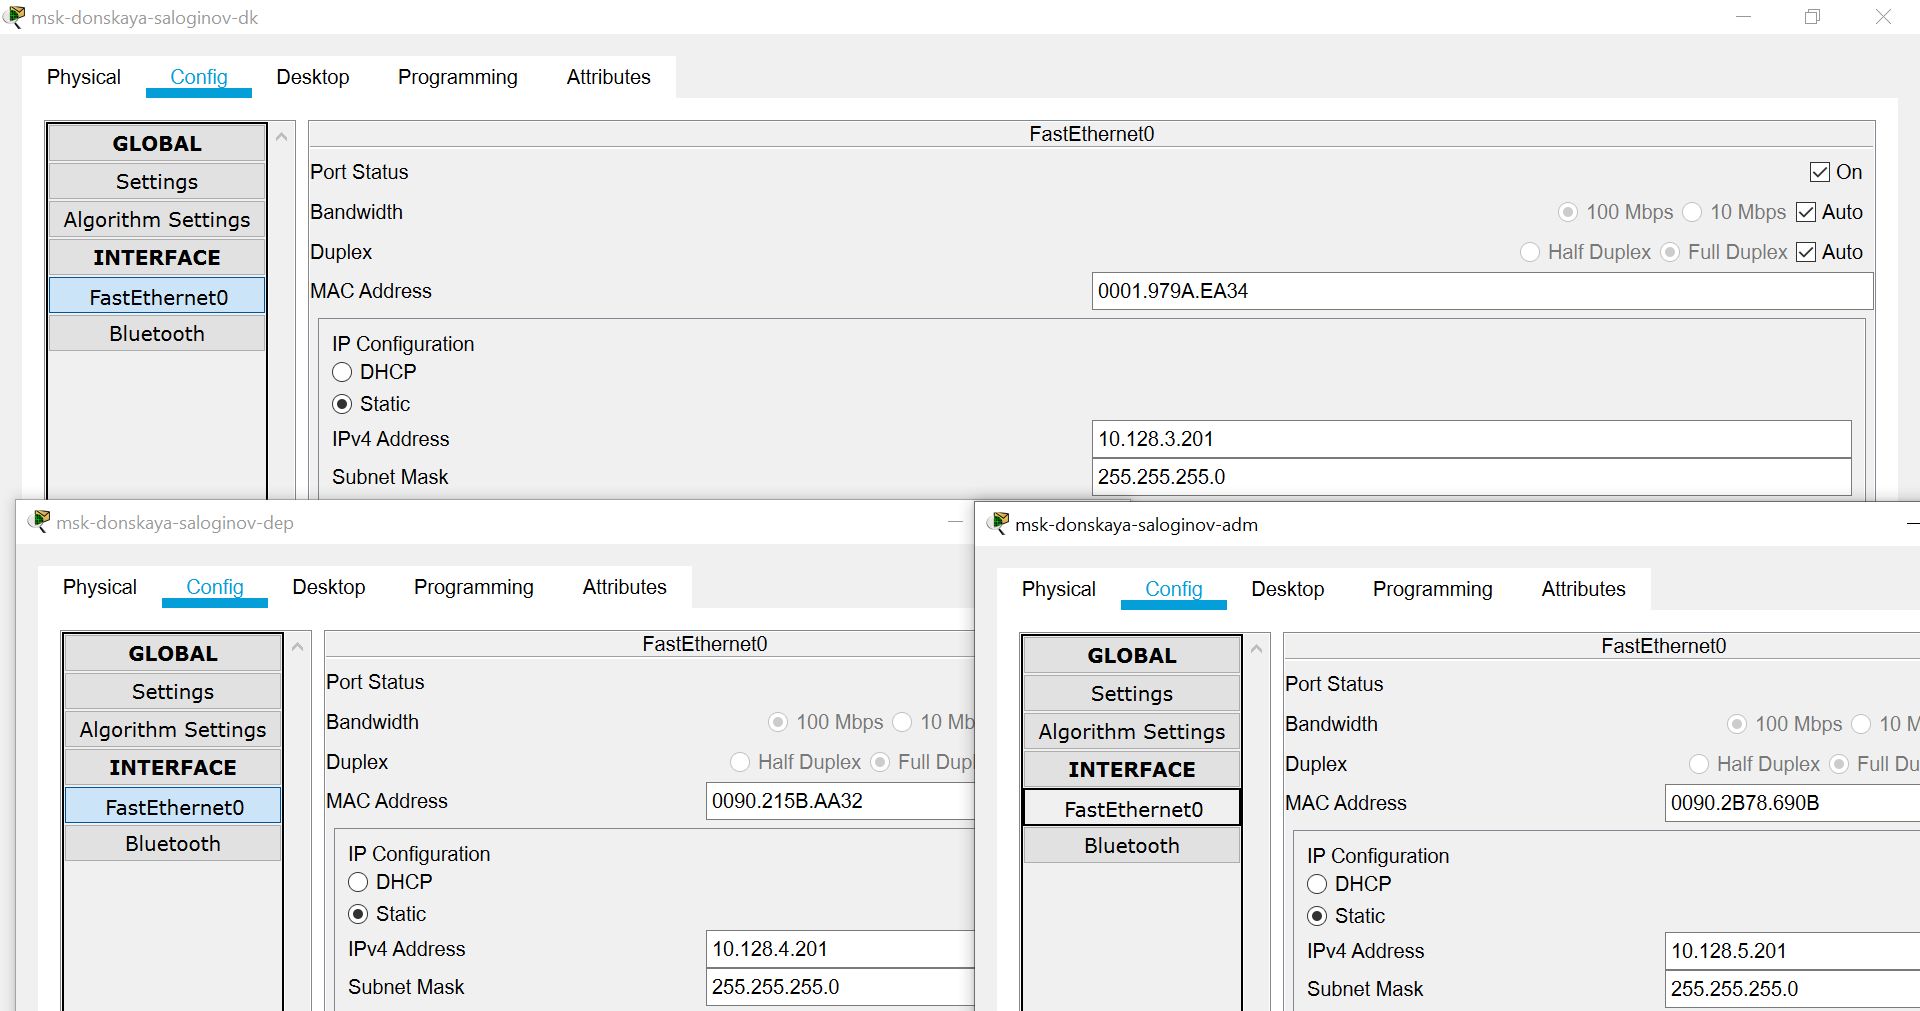 msk-donskaya-saloginov-dk
Physical Config Desktop Programming Attributes
GLOBAL
Settings
Algorithm Settings
INTERFACE
FastEthernet0
Bluetooth
FastEthernet0
Port Status On
Bandwidth 100 Mbps 10 Mbps Auto
Duplex Half Duplex Full Duplex Auto
MAC Address 0001.979A.EA34
IP Configuration
DHCP
Static
IPv4 Address 10.128.3.201
Subnet Mask 255.255.255.0
msk-donskaya-saloginov-dep
Physical Config Desktop Programming Attributes
GLOBAL
Settings
Algorithm Settings
INTERFACE
FastEthernet0
Bluetooth
FastEthernet0
Port Status
Bandwidth 100 Mbps 10 Mb
Duplex Half Duplex Full Dupl
MAC Address 0090.215B.AA32
IP Configuration
DHCP
Static
IPv4 Address 10.128.4.201
Subnet Mask 255.255.255.0
msk-donskaya-saloginov-adm
Physical Config Desktop Programming Attributes
GLOBAL
Settings
Algorithm Settings
INTERFACE
FastEthernet0
Bluetooth
FastEthernet0
Port Status
Bandwidth 100 Mbps 10 M
Duplex Half Duplex Full Du
MAC Address 0090.2B78.690B
IP Configuration
DHCP
Static
IPv4 Address 10.128.5.201
Subnet Mask 255.255.255.0